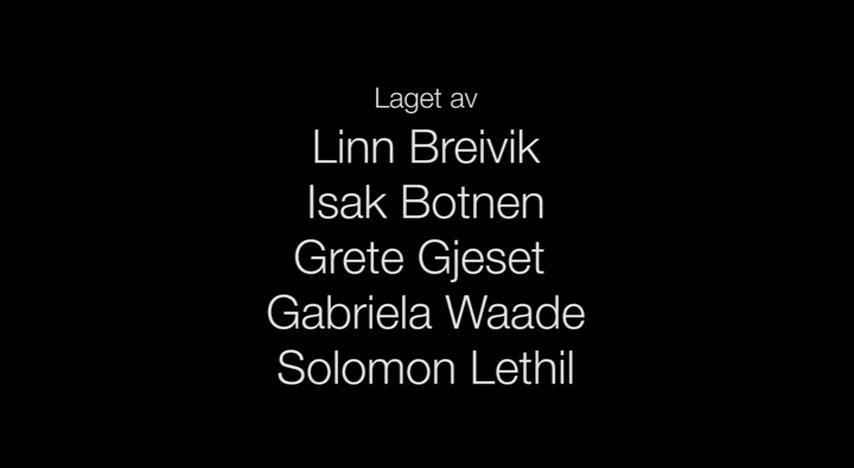 Laget av
Linn Breivik
Isak Botnen
Grete Gjeset
Gabriela Waade
Solomon Lethil